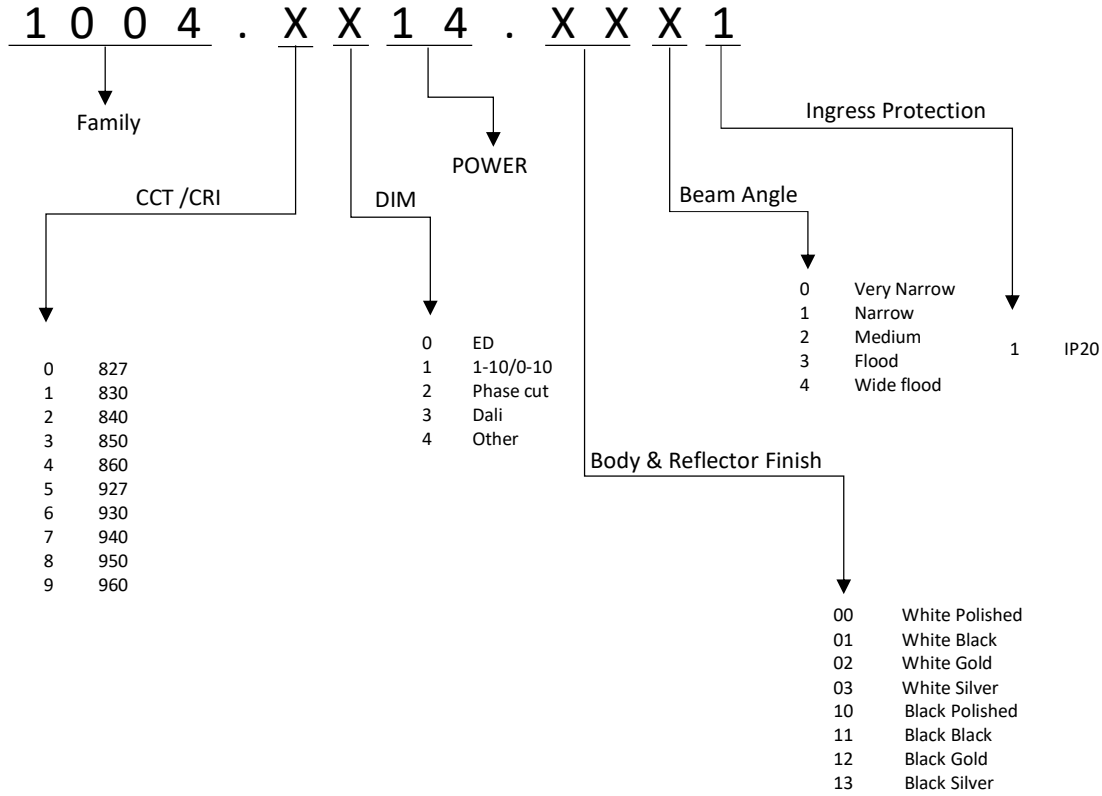 1 0 0 4 . X X 1 4 . X X X 1
Family
POWER
Ingress Protection
CCT /CRI
DIM
Beam Angle
0 827
1 830
2 840
3 850
4 860
5 927
6 930
7 940
8 950
9 960
0 ED
1 1-10/0-10
2 Phase cut
3 Dali
4 Other
0 Very Narrow
1 Narrow
2 Medium
3 Flood
4 Wide flood
1 IP20
Body & Reflector Finish
00 White Polished
01 White Black
02 White Gold
03 White Silver
10 Black Polished
11 Black Black
12 Black Gold
13 Black Silver